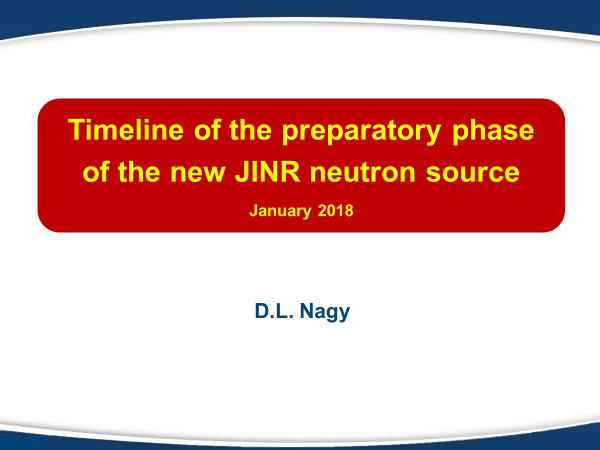 Timeline of the preparatory phase
of the new JINR neutron source
January 2018
D.L. Nagy